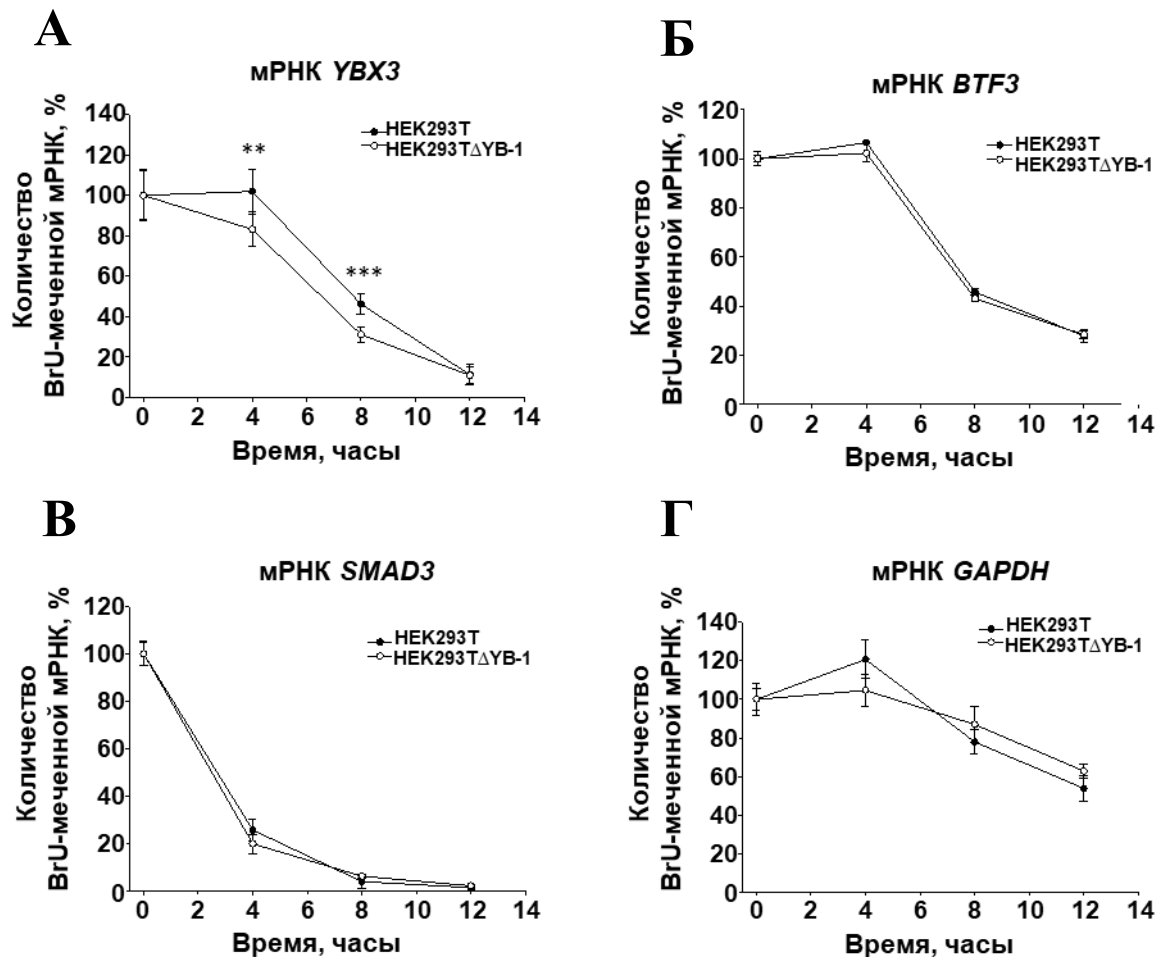 А
мРНК YBX3
Количество
BrU-меченной мРНК, %
140
120
100
80
60
40
20
0
**
***
HEK293T
HEK293TΔYB-1
0 2 4 6 8 10 12 14
Время, часы
Б
мРНК BTF3
Количество
BrU-меченной мРНК, %
120
100
80
60
40
20
0
HEK293T
HEK293TΔYB-1
0 2 4 6 8 10 12 14
Время, часы
В
мРНК SMAD3
Количество
BrU-меченной мРНК, %
120
100
80
60
40
20
0
HEK293T
HEK293TΔYB-1
0 2 4 6 8 10 12 14
Время, часы
Г
мРНК GAPDH
Количество
BrU-меченной мРНК, %
140
120
100
80
60
40
20
0
HEK293T
HEK293TΔYB-1
0 2 4 6 8 10 12 14
Время, часы